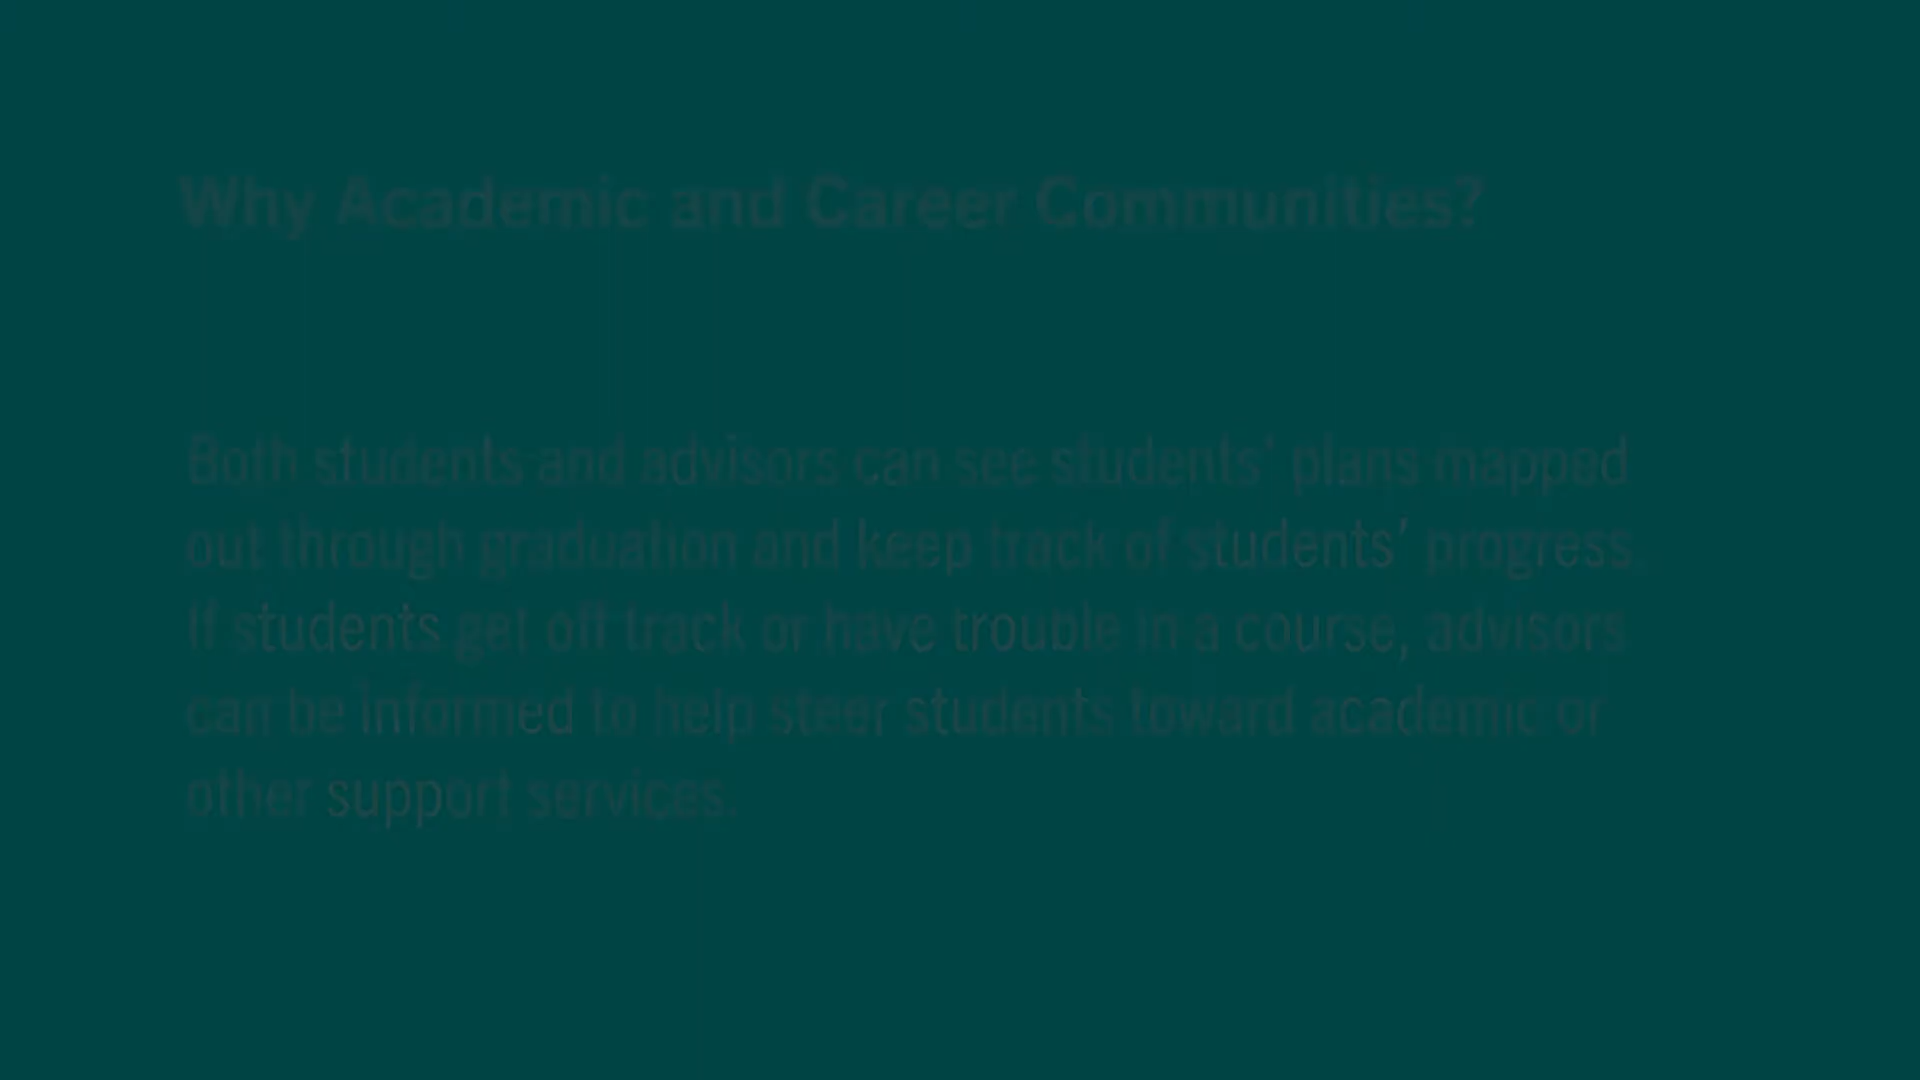 Why Academic and Career Communities?
Both students and advisors can see students' plans mapped
out through graduation and keep track of students' progress.
If students get off track or have trouble in a course, advisors
can be informed to help steer students toward academic or
other support services.